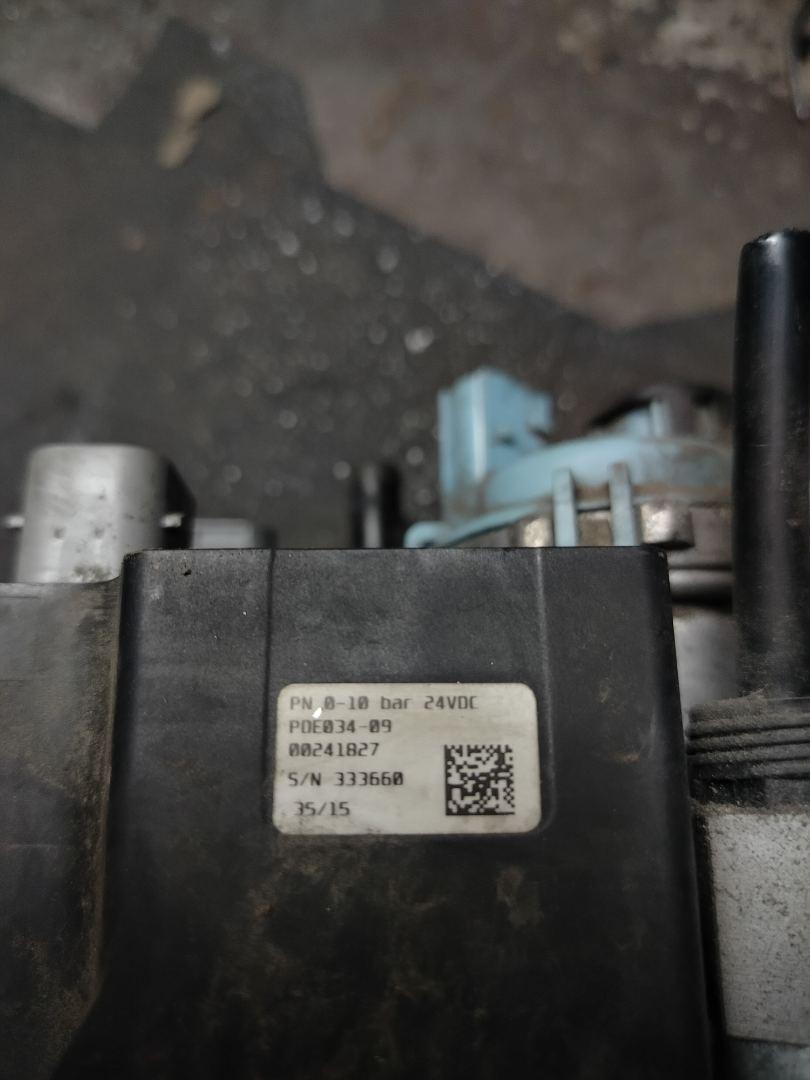 PN 0-10 bar 24VDC
PDE034-09
00241827
S/N 333660
35/15